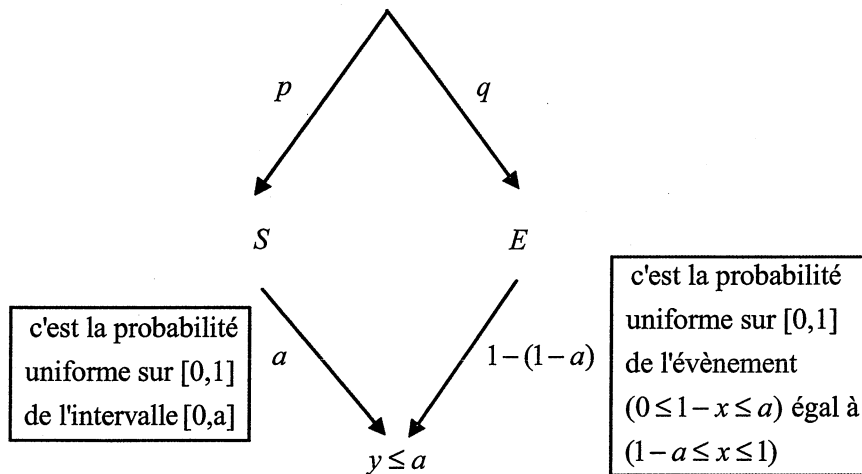 p
q
S
E
c'est la probabilité
uniforme sur [0,1]
de l'intervalle [0,a]
a
1−(1−a)
c'est la probabilité
uniforme sur [0,1]
de l'évènement
(0≤1−x≤a) égal à
(1−a≤x≤1)
y≤a